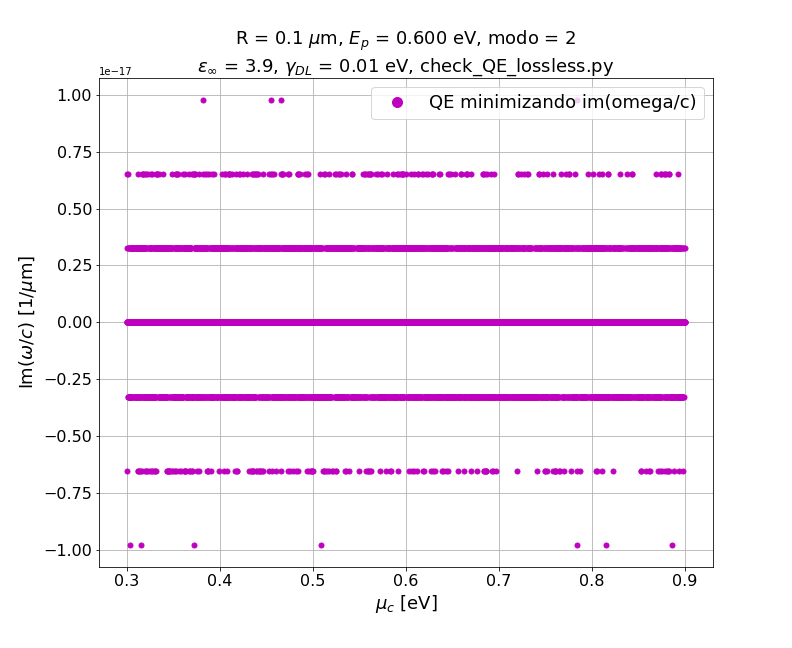 R = 0.1 μm, E_p = 0.600 eV, modo = 2
ε_∞ = 3.9, γ_DL = 0.01 eV, check_QE_lossless.py
1e−17
QE minimizando im(omega/c)
1.00
0.75
0.50
0.25
0.00
−0.25
−0.50
−0.75
−1.00
Im(ω/c) [1/μm]
0.3 0.4 0.5 0.6 0.7 0.8 0.9
μ_c [eV]